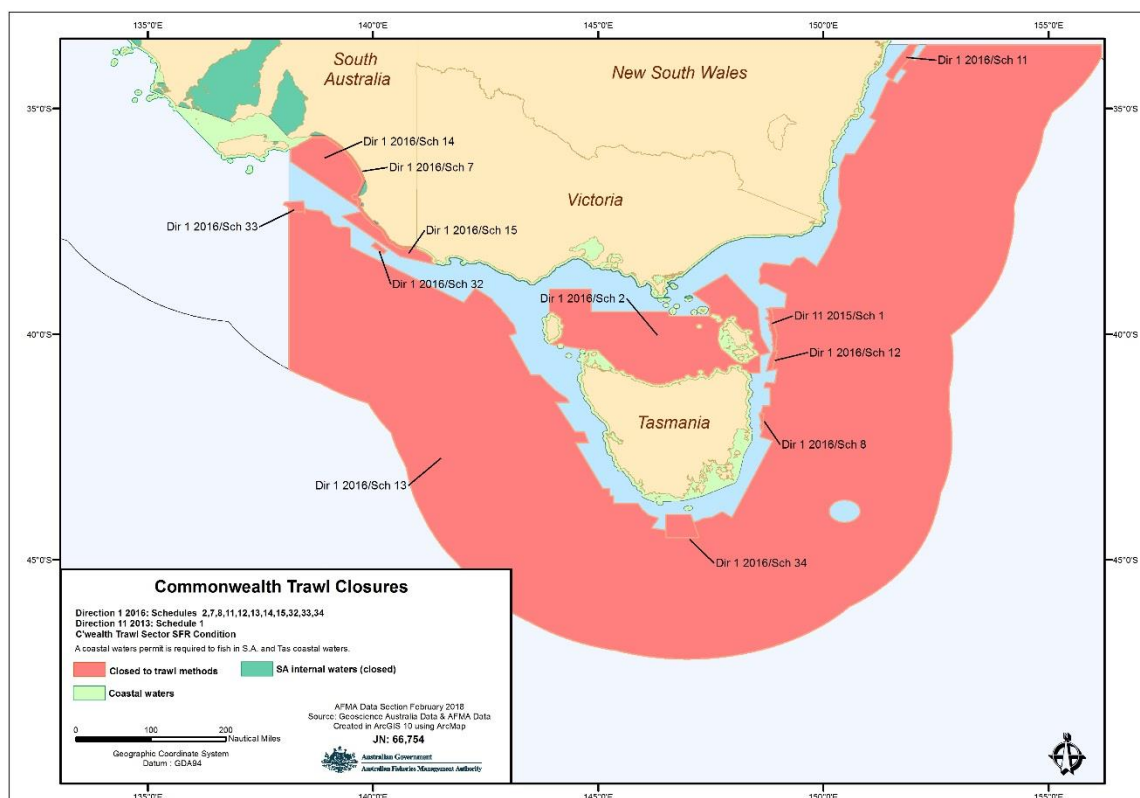 135°0'E
140°0'E
145°0'E
150°0'E
155°0'E
South
Australia
New South Wales
Dir 1 2016/Sch 11
35°0'S
35°0'S
Dir 1 2016/Sch 14
Dir 1 2016/Sch 7
Victoria
Dir 1 2016/Sch 33
Dir 1 2016/Sch 15
Dir 1 2016/Sch 32
Dir 1 2016/Sch 2
Dir 11 2015/Sch 1
40°0'S
40°0'S
Dir 1 2016/Sch 12
Tasmania
Dir 1 2016/Sch 8
Dir 1 2016/Sch 13
45°0'S
45°0'S
Dir 1 2016/Sch 34
Commonwealth Trawl Closures
Direction 1 2016: Schedules 2,7,8,11,12,13,14,15,32,33,34
Direction 11 2013: Schedule 1
C'wealth Trawl Sector SFR Condition
A coastal waters permit is required to fish in S.A. and Tas coastal waters.
Closed to trawl methods
SA internal waters (closed)
Coastal waters
AFMA Data Section February 2018
Source: Geoscience Australia Data & AFMA Data
Created in ArcGIS 10 using ArcMap
JN: 66,754
0 100 200
Nautical Miles
Geographic Coordinate System
Datum : GDA94
Australian Government
Australian Fisheries Management Authority
135°0'E
140°0'E
145°0'E
150°0'E
155°0'E